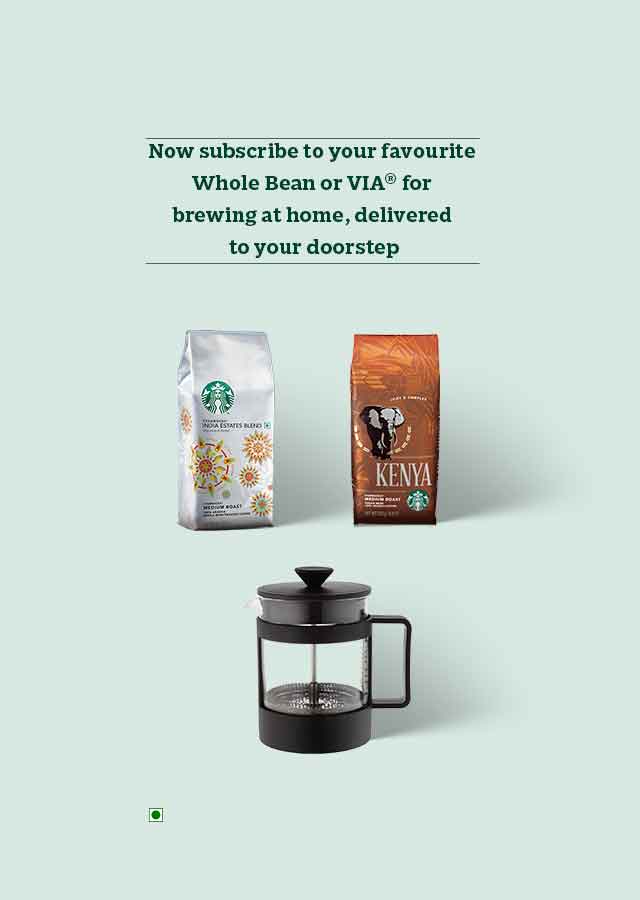 Now subscribe to your favourite
Whole Bean or VIA® for
brewing at home, delivered
to your doorstep
INDIA ESTATES BLEND
MEDIUM ROAST
KENYA
MEDIUM ROAST